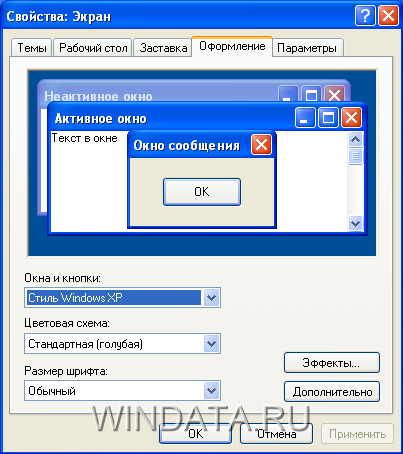 Свойства: Экран
Темы Рабочий стол Заставка Оформление Параметры
Неактивное окно
Активное окно
Текст в окне
Окно сообщения
OK
Окна и кнопки:
Стиль Windows XP
Цветовая схема:
Стандартная (голубая)
Эффекты...
Размер шрифта:
Обычный
Дополнительно
WINDATA.RU
OK Отмена Применить